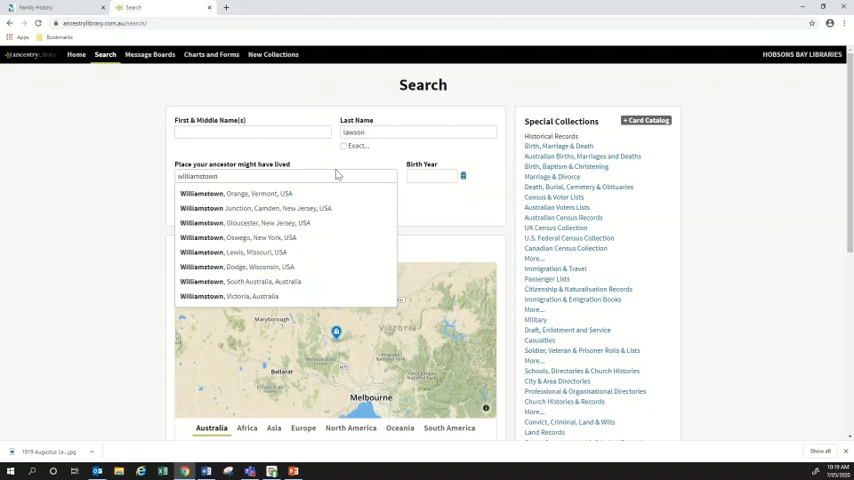 Family History
Search
ancestrylibrary.com.au/search/
Apps
Bookmarks
ancestryLibrary
Home
Search
Message Boards
Charts and Forms
New Collections
HOBSONS BAY LIBRARIES
Search
First & Middle Name(s)
Last Name
lawson
Exact...
Place your ancestor might have lived
Birth Year
williamstown
Williamstown, Orange, Vermont, USA
Williamstown Junction, Camden, New Jersey, USA
Williamstown, Gloucester, New Jersey, USA
Williamstown, Oswego, New York, USA
Williamstown, Lewis, Missouri, USA
Williamstown, Dodge, Wisconsin, USA
Williamstown, South Australia, Australia
Williamstown, Victoria, Australia
Maryborough
Victoria
Ballarat
Melbourne
Australia
Africa
Asia
Europe
North America
Oceania
South America
Special Collections
+ Card Catalog
Historical Records
Birth, Marriage & Death
Australian Births, Marriages and Deaths
Birth, Baptism & Christening
Marriage & Divorce
Death, Burial, Cemetery & Obituaries
Census & Voter Lists
Australian Voters Lists
Australian Census Records
UK Census Collection
U.S. Federal Census Collection
Canadian Census Collection
More...
Immigration & Travel
Passenger Lists
Citizenship & Naturalisation Records
Immigration & Emigration Books
More...
Military
Draft, Enlistment and Service
Casualties
Soldier, Veteran & Prisoner Rolls & Lists
More...
Schools, Directories & Church Histories
City & Area Directories
Professional & Organisational Directories
Church Histories & Records
More...
Convict, Criminal, Land & Wills
Land Records
1919 Augustus La....jpg
Show all
10:19 AM
7/05/2020